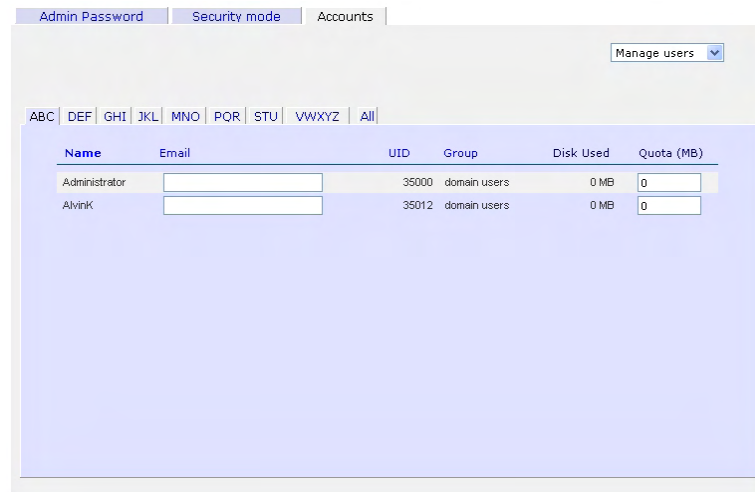 Admin Password Security mode Accounts
Manage users
ABC DEF GHI JKL MNO PQR STU VWXYZ All
Name Email UID Group Disk Used Quota (MB)
Administrator 35000 domain users 0 MB 0
AlvinK 35012 domain users 0 MB 0